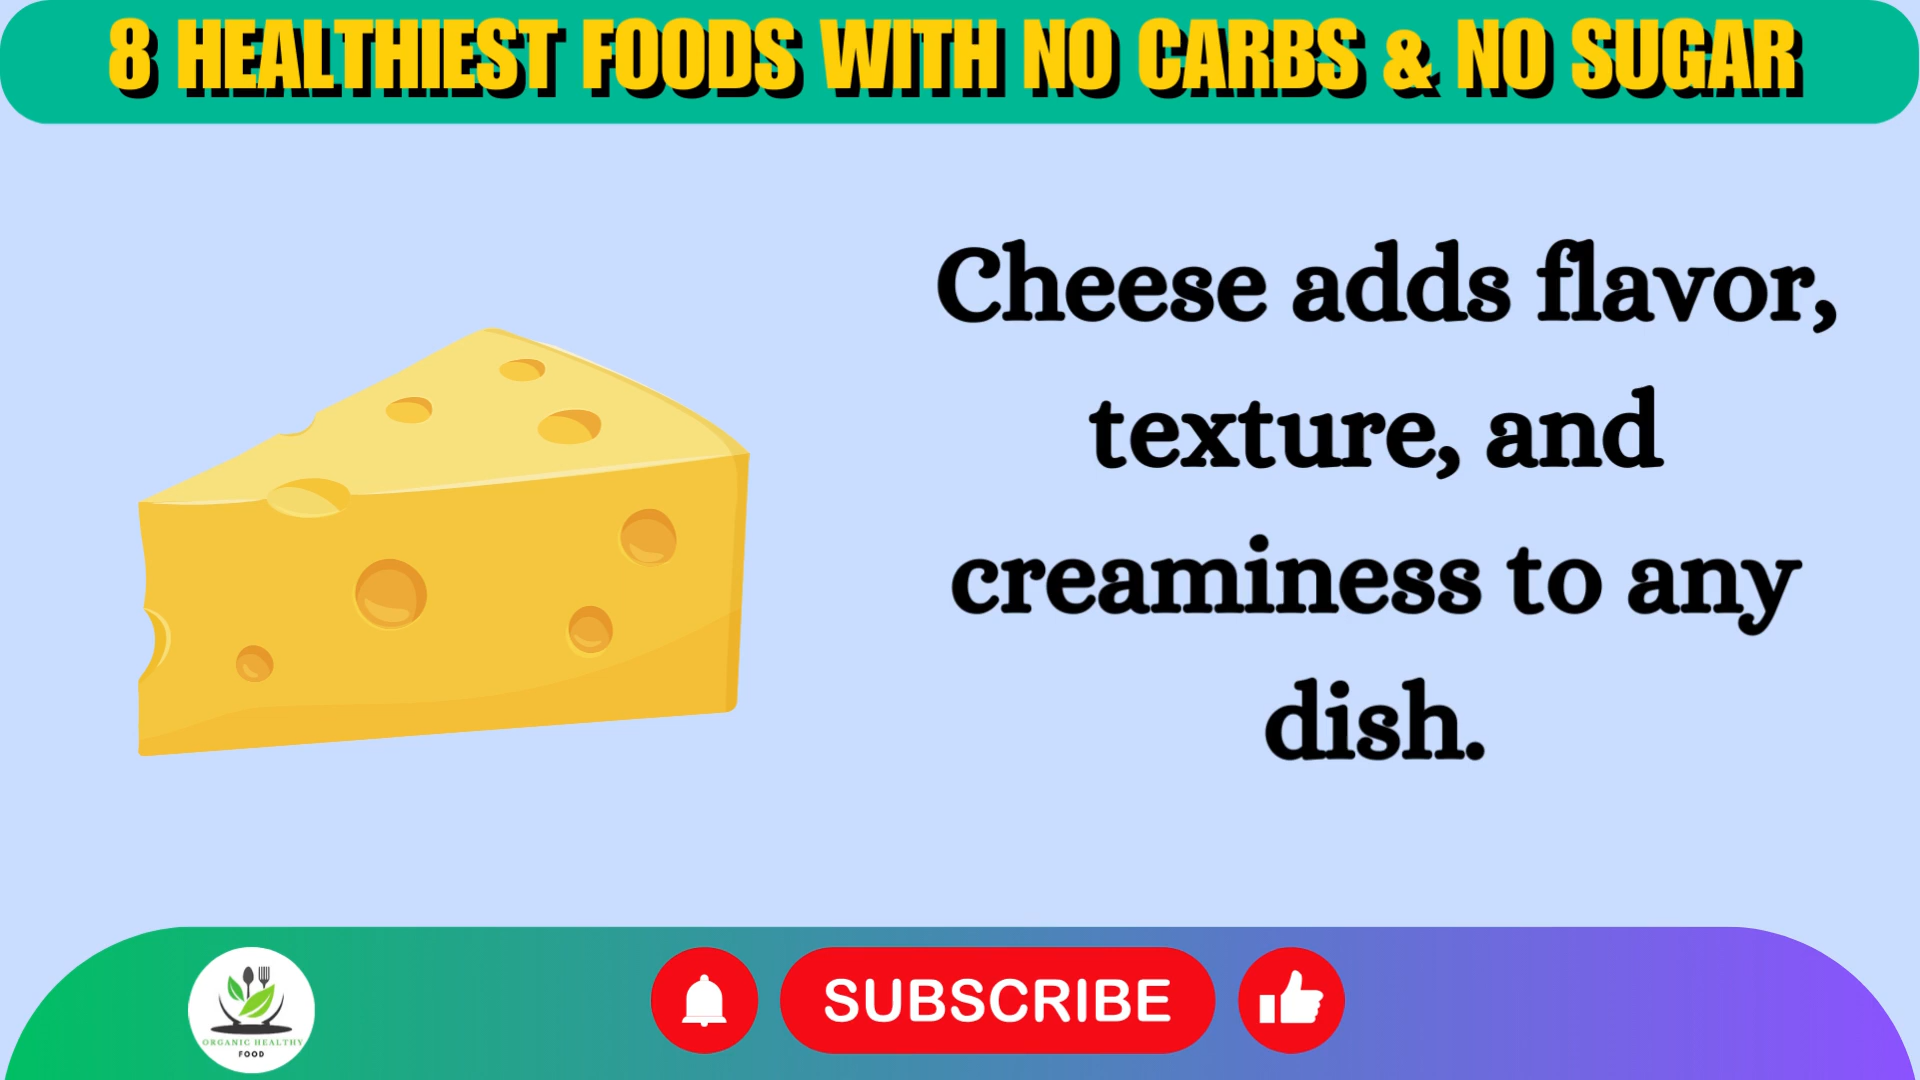 8 HEALTHIEST FOODS WITH NO CARBS & NO SUGAR
Cheese adds flavor,
texture, and
creaminess to any
dish.
ORGANIC HEALTHY
FOOD
SUBSCRIBE